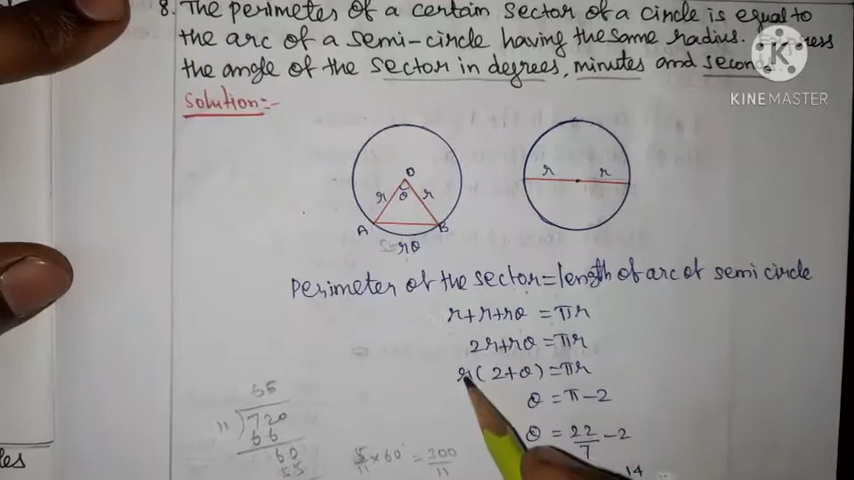 8. The perimeter of a certain sector of a circle is equal to
the arc of a semi-circle having the same radius.
the angle of the sector in degrees, minutes and
KINEMASTER
Solution:-
O
r θ r
A B
S=rθ
r r
Perimeter of the sector=length of arc of semi circle
r+r+rθ =πr
2r+rθ =πr
r(2+θ)=πr
θ = π-2
θ = 22/7 -2
14
65
11 720
66
60
55
5/11 ×60' = 300/11